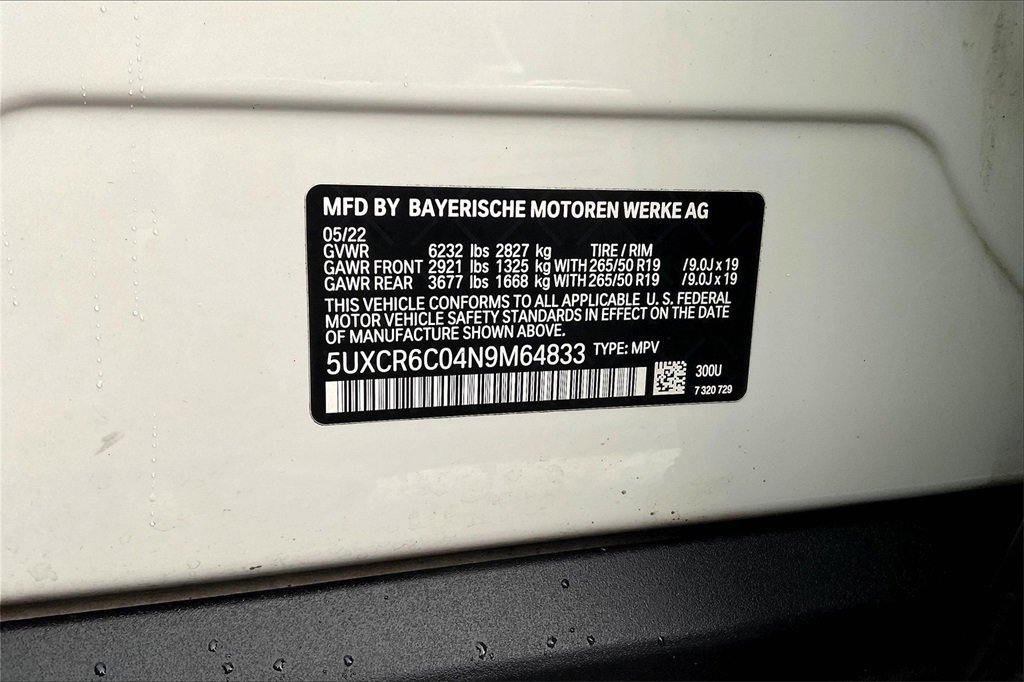 MFD BY BAYERISCHE MOTOREN WERKE AG
05/22
GVWR 6232 lbs 2827 kg TIRE / RIM
GAWR FRONT 2921 lbs 1325 kg WITH 265/50 R19 /9.0J x 19
GAWR REAR 3677 lbs 1668 kg WITH 265/50 R19 /9.0J x 19
THIS VEHICLE CONFORMS TO ALL APPLICABLE U. S. FEDERAL
MOTOR VEHICLE SAFETY STANDARDS IN EFFECT ON THE DATE
OF MANUFACTURE SHOWN ABOVE.
5UXCR6C04N9M64833 TYPE: MPV
300U
7 320 729